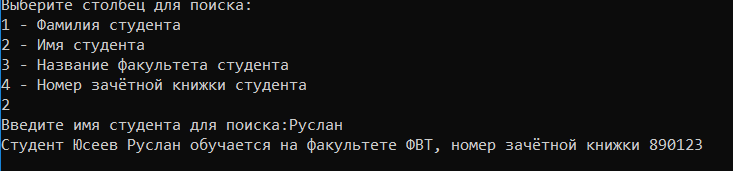 Выберите столбец для поиска:
1 - Фамилия студента
2 - Имя студента
3 - Название факультета студента
4 - Номер зачётной книжки студента
2
Введите имя студента для поиска:Руслан
Студент Юсеев Руслан обучается на факультете ФВТ, номер зачётной книжки 890123